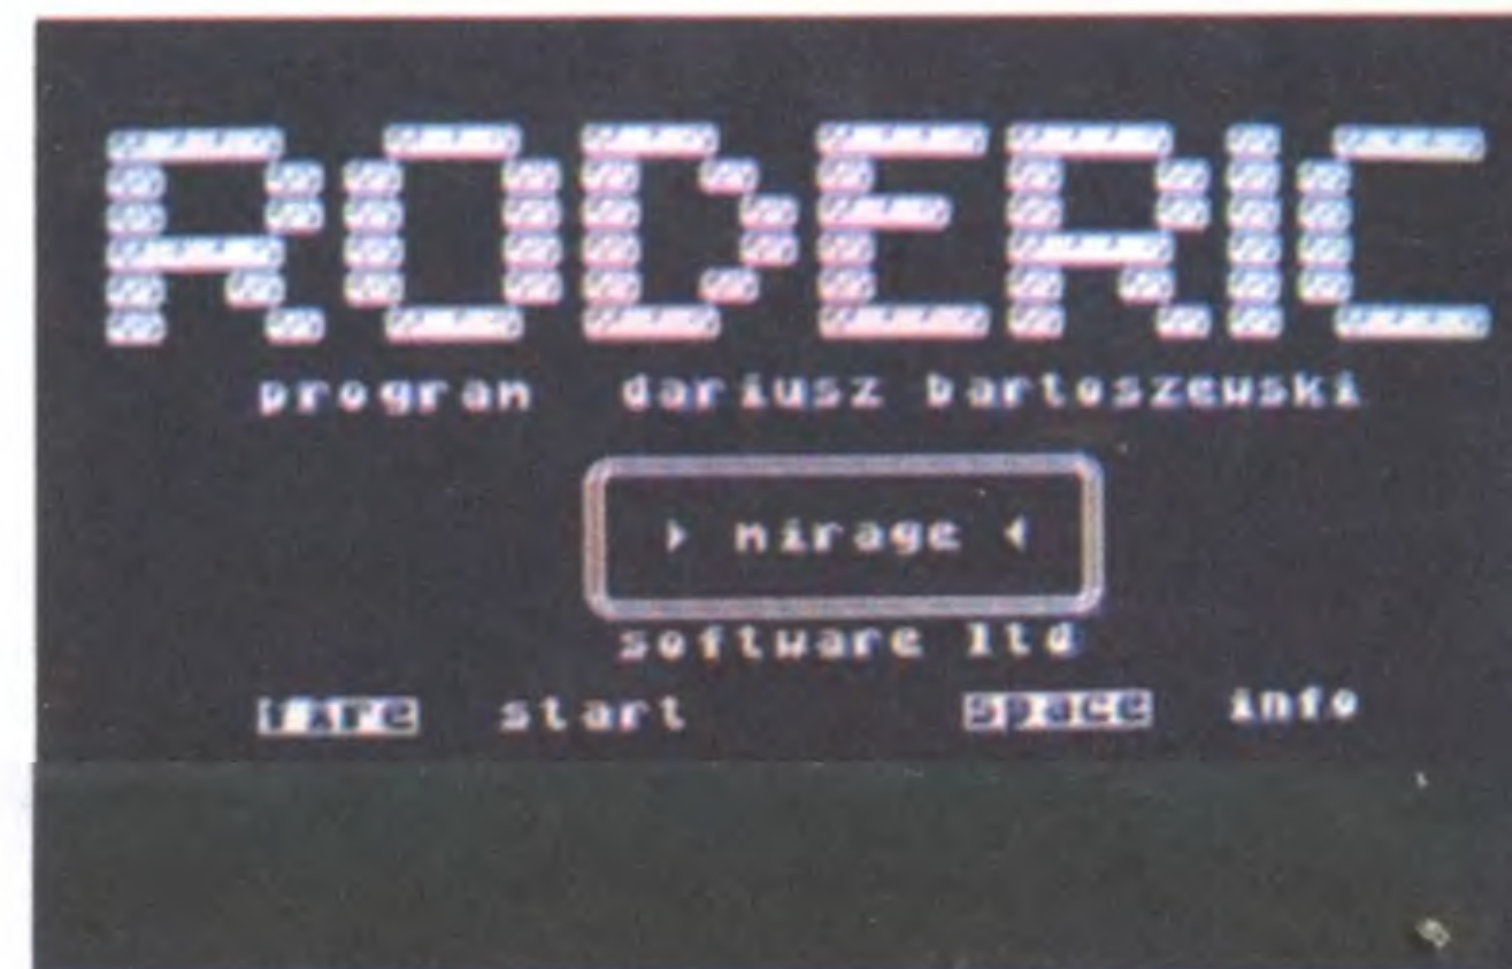 RODERIC
program dariusz bartoszewski
mirage
software ltd
fire start space info